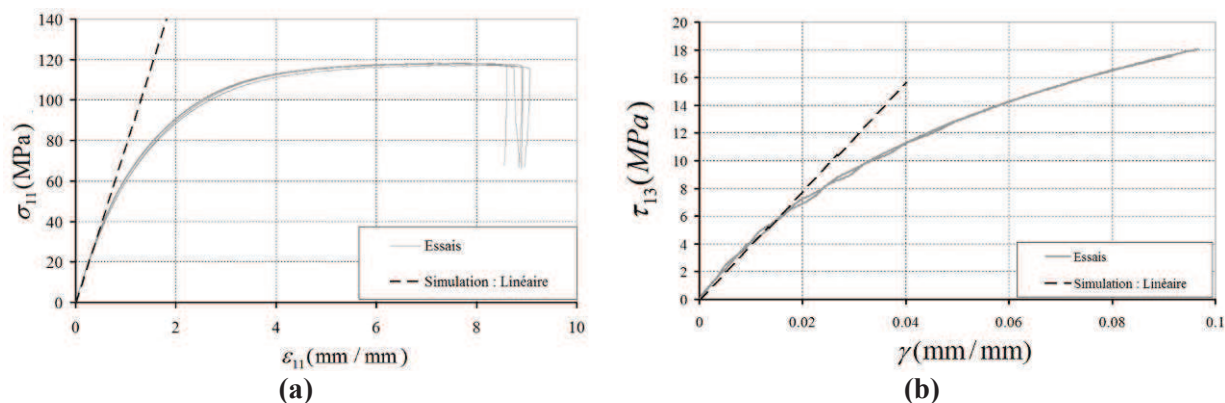 140
120
100
80
60
40
20
0
σ11(MPa)
0 2 4 6 8 10
ε11(mm / mm)
Essais
Simulation : Linéaire
(a)
20
18
16
14
12
10
8
6
4
2
0
τ13(MPa)
0 0.02 0.04 0.06 0.08 0.1
γ(mm / mm)
Essais
Simulation : Linéaire
(b)